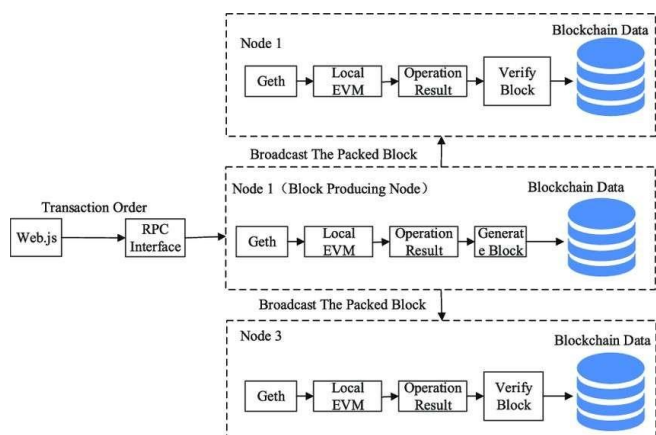 Blockchain Data
Node 1
Geth
Local
EVM
Operation
Result
Verify
Block
Broadcast The Packed Block
Node 1（Block Producing Node）
Blockchain Data
Transaction Order
Web.js
RPC
Interface
Geth
Local
EVM
Operation
Result
Generat
e Block
Broadcast The Packed Block
Node 3
Blockchain Data
Geth
Local
EVM
Operation
Result
Verify
Block